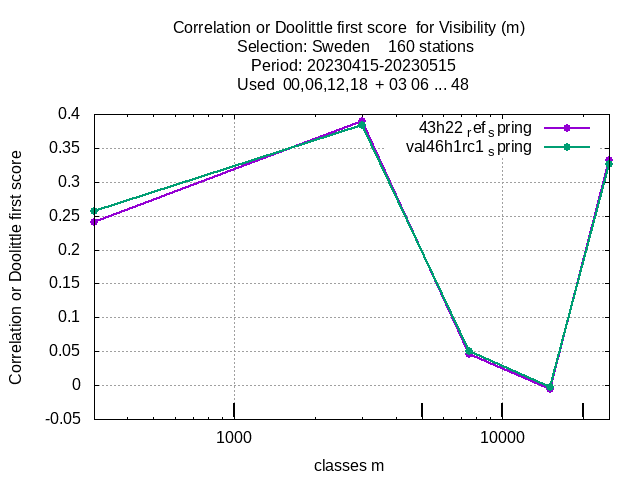 Correlation or Doolittle first score for Visibility (m)
Selection: Sweden 160 stations
Period: 20230415-20230515
Used 00,06,12,18 + 03 06 ... 48
43h22ref spring
val46h1rc1 spring
0.4
0.35
0.3
0.25
0.2
0.15
0.1
0.05
0
-0.05
Correlation or Doolittle first score
1000
10000
classes m